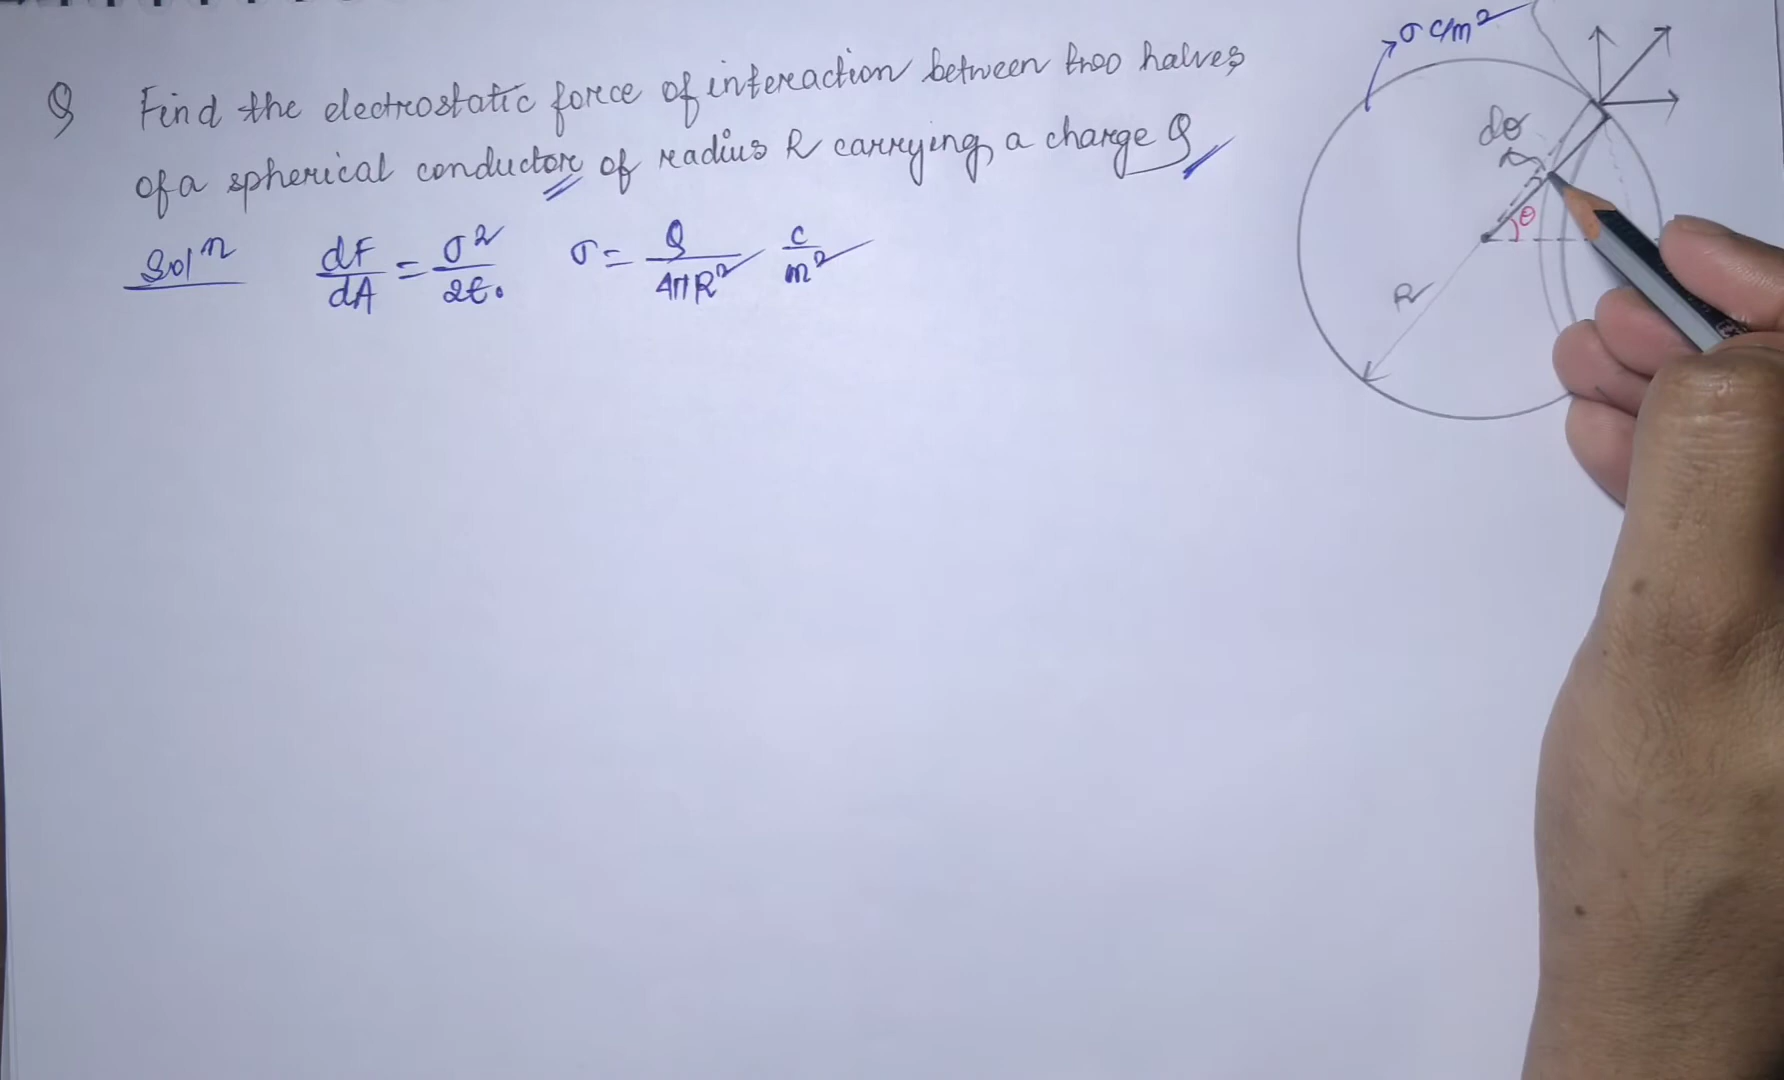 Q Find the electrostatic force of intereaction between two halves
of a spherical conductor of radius R carrying a charge Q
Solⁿ dF/dA = σ²/2ε₀ σ = Q/4πR² c/m²
σ c/m²
dθ
θ
R